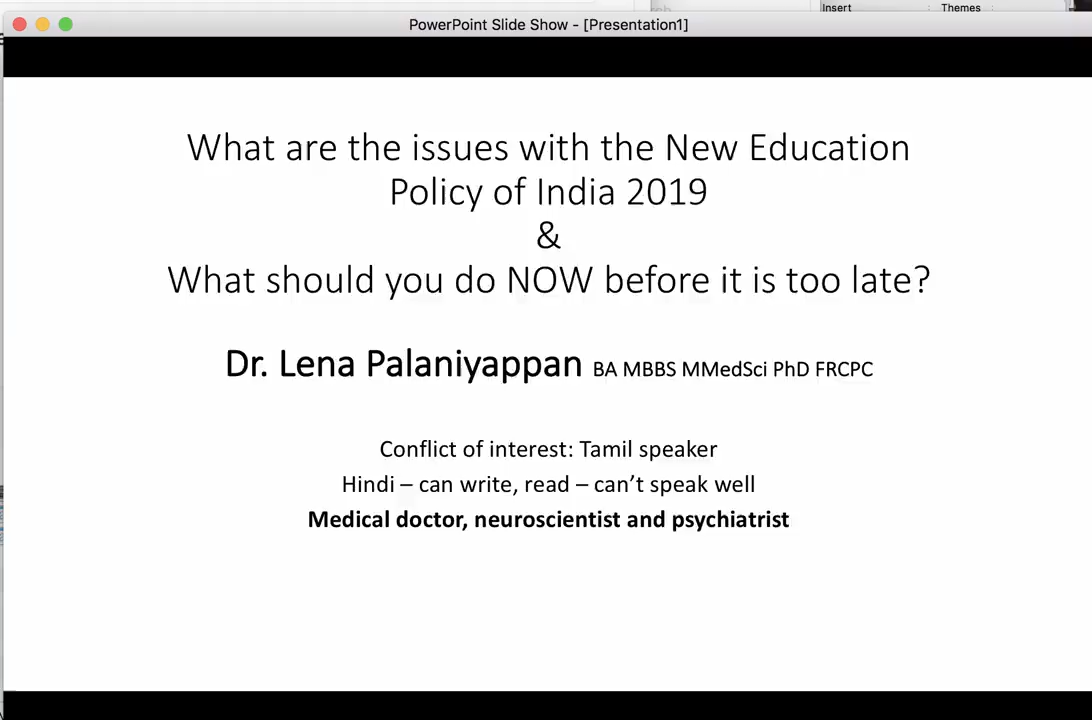 Insert
Themes
PowerPoint Slide Show - [Presentation1]
What are the issues with the New Education
Policy of India 2019
&
What should you do NOW before it is too late?
Dr. Lena Palaniyappan BA MBBS MMedSci PhD FRCPC
Conflict of interest: Tamil speaker
Hindi – can write, read – can’t speak well
Medical doctor, neuroscientist and psychiatrist